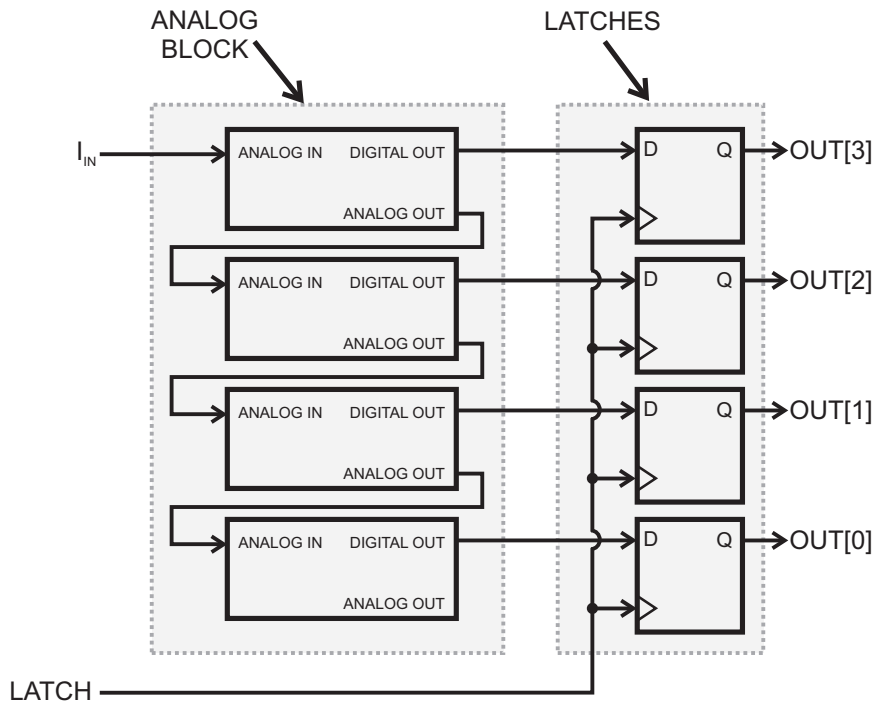 ANALOG
BLOCK
LATCHES
I_IN
ANALOG IN DIGITAL OUT
ANALOG OUT
D Q
OUT[3]
ANALOG IN DIGITAL OUT
ANALOG OUT
D Q
OUT[2]
ANALOG IN DIGITAL OUT
ANALOG OUT
D Q
OUT[1]
ANALOG IN DIGITAL OUT
ANALOG OUT
D Q
OUT[0]
LATCH